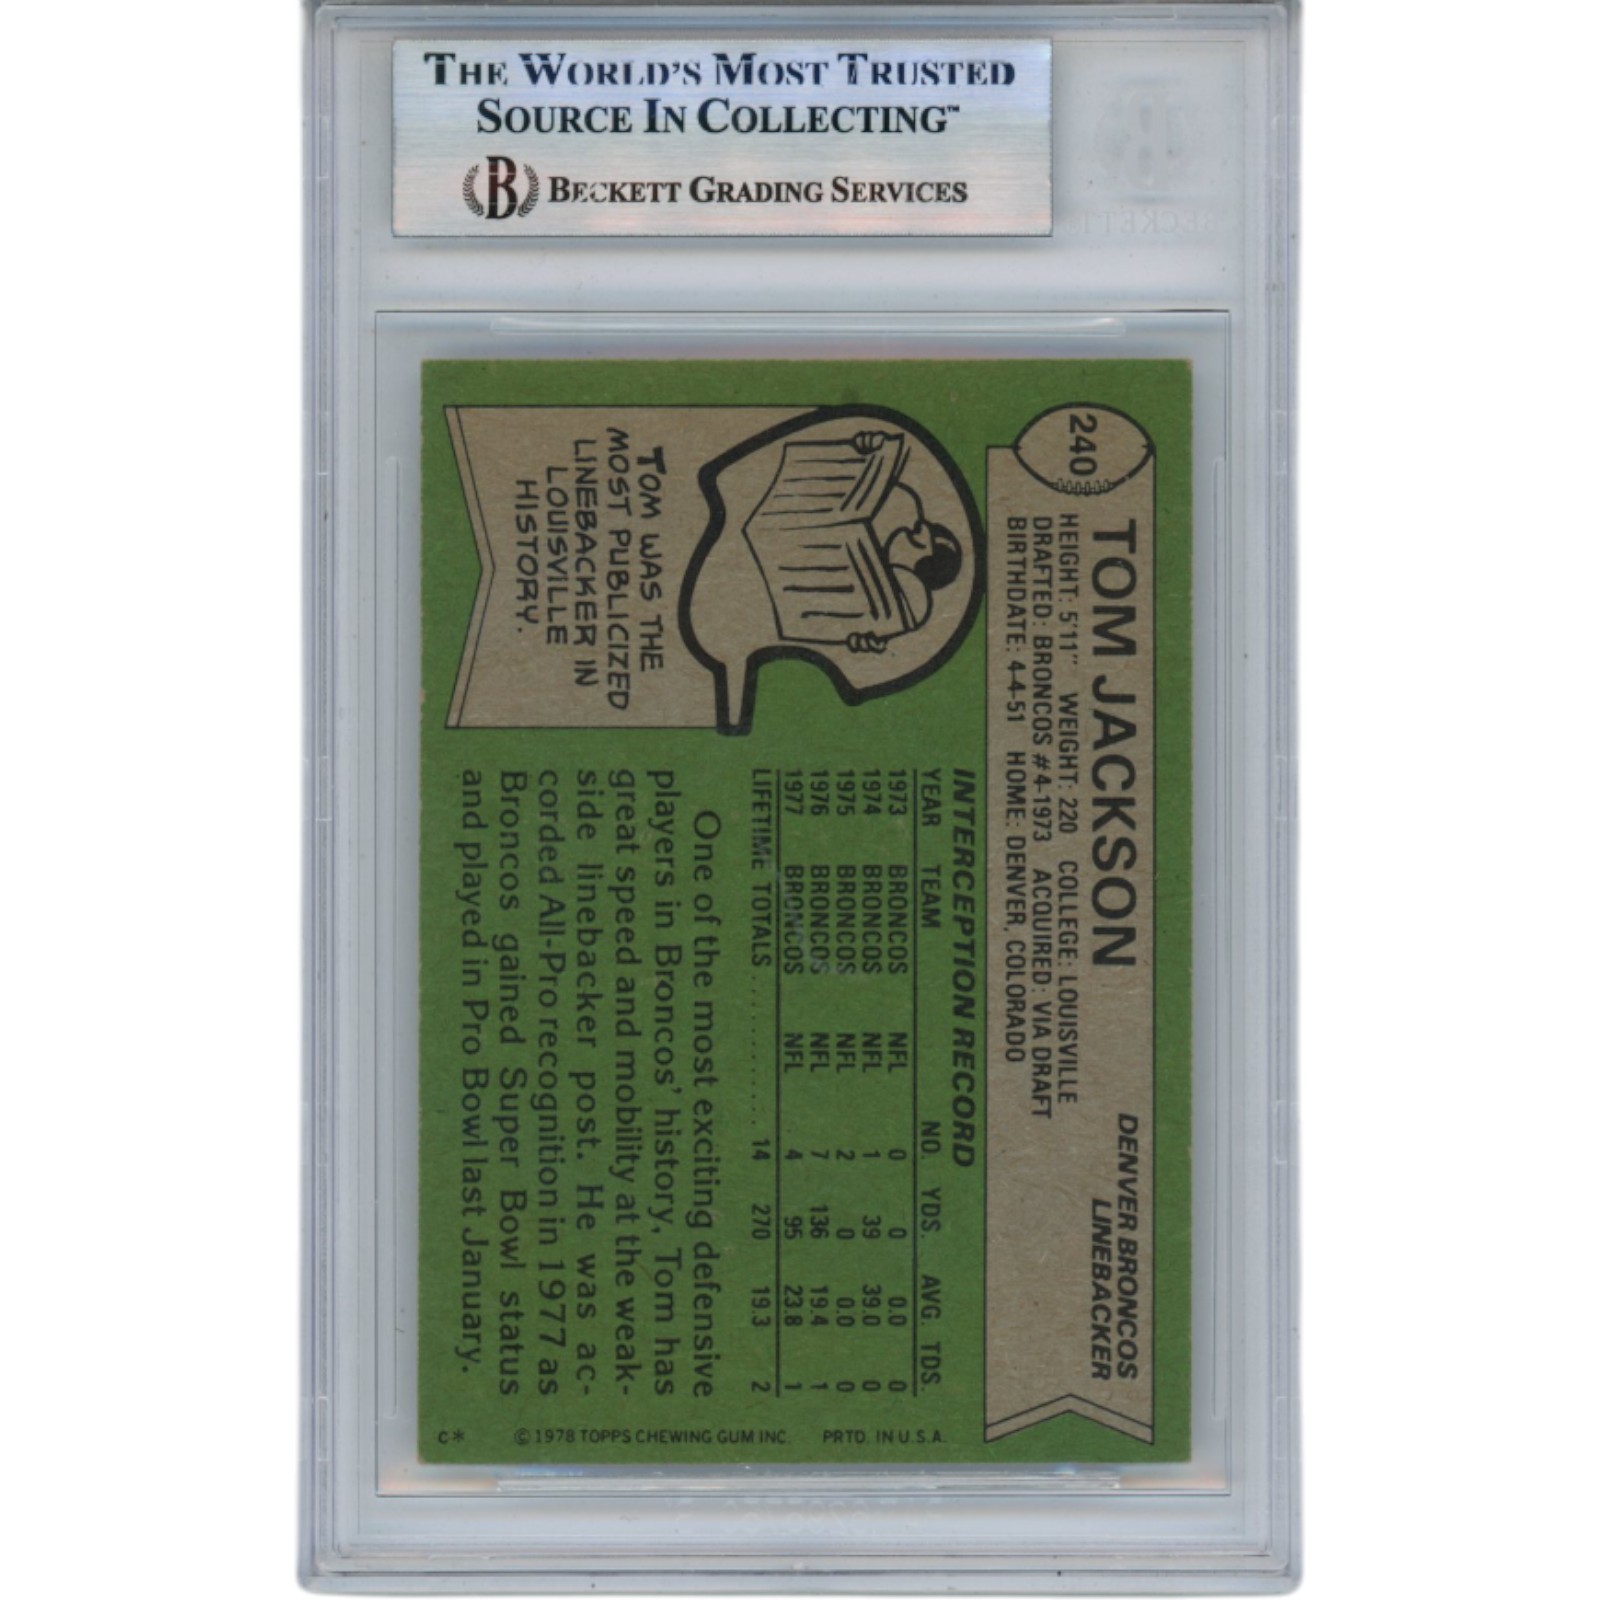 THE WORLD'S MOST TRUSTED
SOURCE IN COLLECTING™
B BECKETT GRADING SERVICES
BECKETT
240
TOM JACKSON
DENVER BRONCOS
LINEBACKER
HEIGHT: 5'11" WEIGHT: 220 COLLEGE: LOUISVILLE
DRAFTED: BRONCOS #4-1973 ACQUIRED: VIA DRAFT
BIRTHDATE: 4-4-51 HOME: DENVER, COLORADO
TOM WAS THE
MOST PUBLICIZED
LINEBACKER IN
LOUISVILLE
HISTORY.
INTERCEPTION RECORD
YEAR TEAM NO. YDS. AVG. TDS.
1973 BRONCOS NFL 0 0 0.0 0
1974 BRONCOS NFL 1 39 39.0 0
1975 BRONCOS NFL 2 0 0.0 0
1976 BRONCOS NFL 7 136 19.4 1
1977 BRONCOS NFL 4 95 23.8 1
LIFETIME TOTALS .............. 14 270 19.3 2
One of the most exciting defensive
players in Broncos' history, Tom has
great speed and mobility at the weak-
side linebacker post. He was ac-
corded All-Pro recognition in 1977 as
Broncos gained Super Bowl status
and played in Pro Bowl last January.
C* © 1978 TOPPS CHEWING GUM INC. PRTD. IN U.S.A.